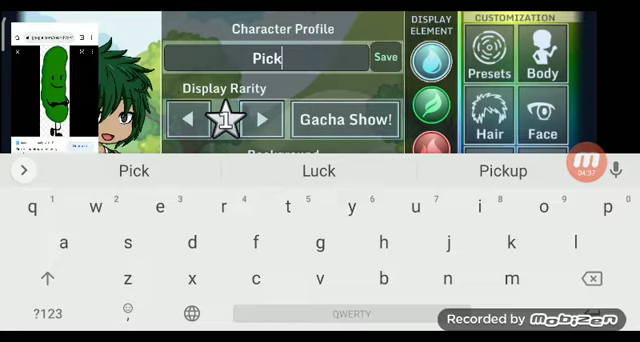 Character Profile
Pick
Save
Display Rarity
1
Gacha Show!
DISPLAY
ELEMENT
CUSTOMIZATION
Presets
Body
Hair
Face
Pick
Luck
Pickup
04:37
q 1 w 2 e 3 r 4 t 5 y 6 u 7 i 8 o 9 p 0
a s d f g h j k l
z x c v b n m
?123
,
QWERTY
Recorded by Mobizen